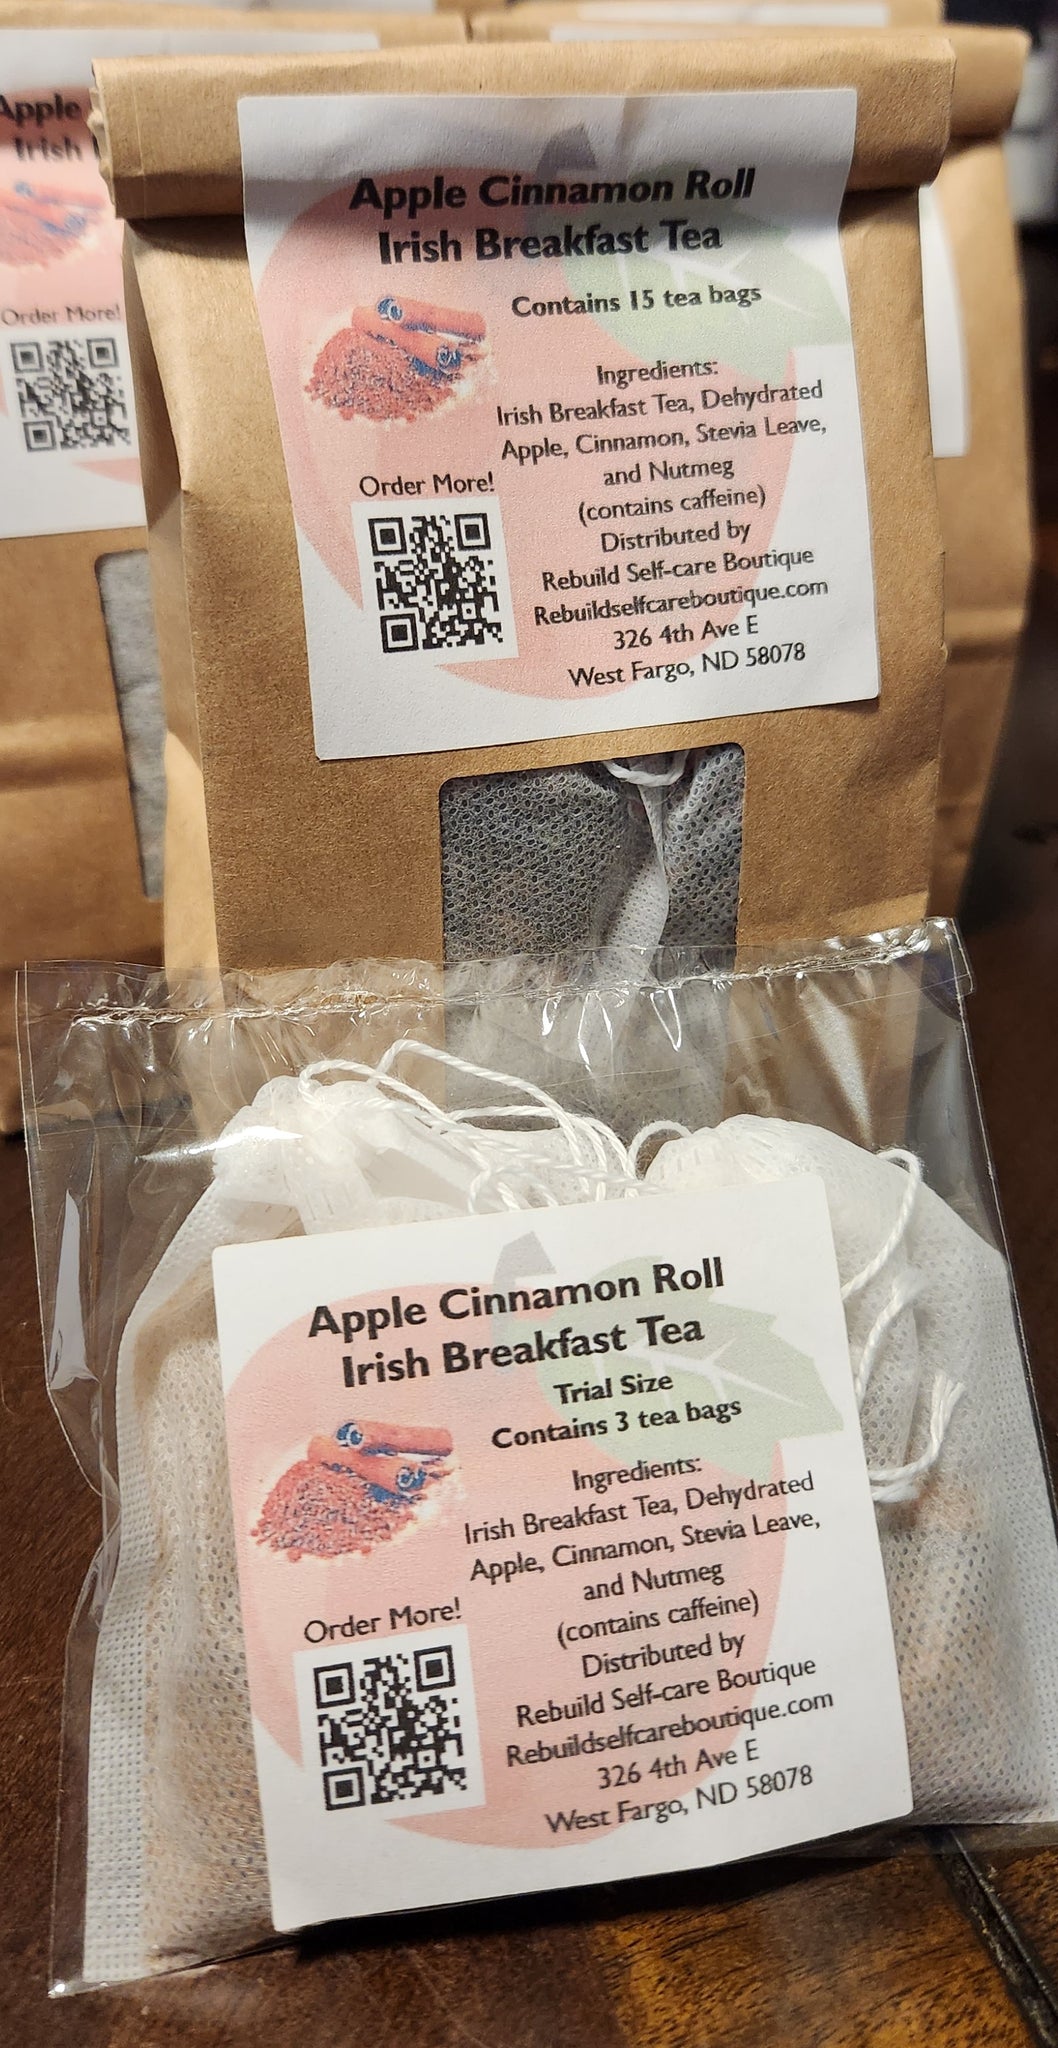 Apple
Irish
Order More!
Apple Cinnamon Roll
Irish Breakfast Tea
Contains 15 tea bags
Ingredients:
Irish Breakfast Tea, Dehydrated
Apple, Cinnamon, Stevia Leave,
and Nutmeg
(contains caffeine)
Distributed by
Rebuild Self-care Boutique
Rebuildselfcareboutique.com
326 4th Ave E
West Fargo, ND 58078
Order More!
Apple Cinnamon Roll
Irish Breakfast Tea
Trial Size
Contains 3 tea bags
Ingredients:
Irish Breakfast Tea, Dehydrated
Apple, Cinnamon, Stevia Leave,
and Nutmeg
(contains caffeine)
Distributed by
Rebuild Self-care Boutique
Rebuildselfcareboutique.com
326 4th Ave E
West Fargo, ND 58078
Order More!